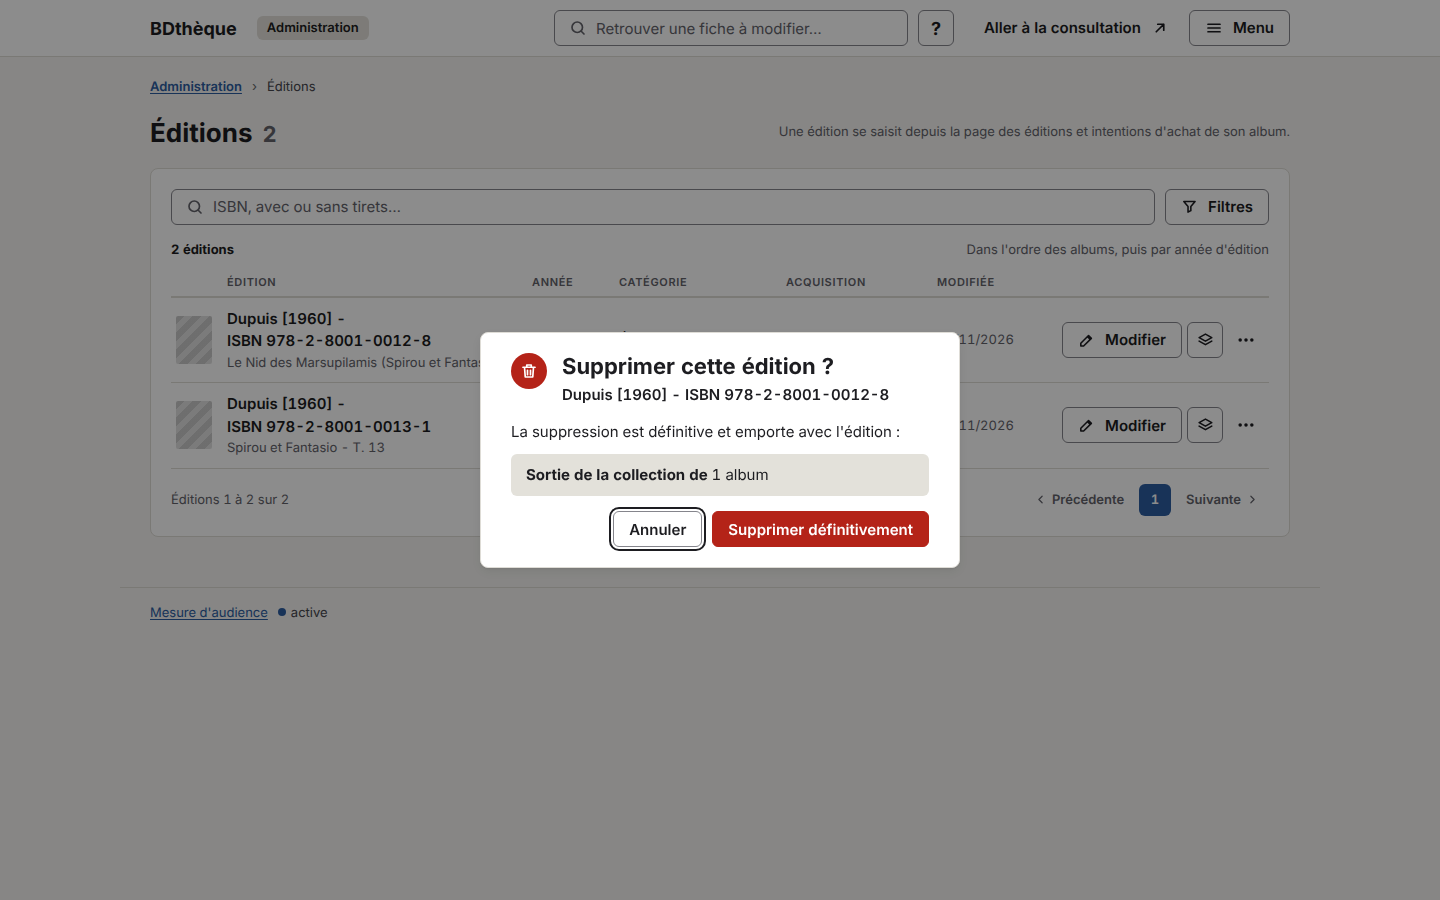 BDthèque Administration Retrouver une fiche à modifier... ? Aller à la consultation Menu
Administration › Éditions
Éditions 2
Une édition se saisit depuis la page des éditions et intentions d'achat de son album.
ISBN, avec ou sans tirets... Filtres
2 éditions Dans l'ordre des albums, puis par année d'édition
ÉDITION ANNÉE CATÉGORIE ACQUISITION MODIFIÉE
Dupuis [1960] -
ISBN 978-2-8001-0012-8
Le Nid des Marsupilamis (Spirou et Fantas
11/2026 Modifier
Dupuis [1960] -
ISBN 978-2-8001-0013-1
Spirou et Fantasio - T. 13
11/2026 Modifier
Éditions 1 à 2 sur 2 Précédente 1 Suivante
Supprimer cette édition ?
Dupuis [1960] - ISBN 978-2-8001-0012-8
La suppression est définitive et emporte avec l'édition :
Sortie de la collection de 1 album
Annuler Supprimer définitivement
Mesure d'audience active